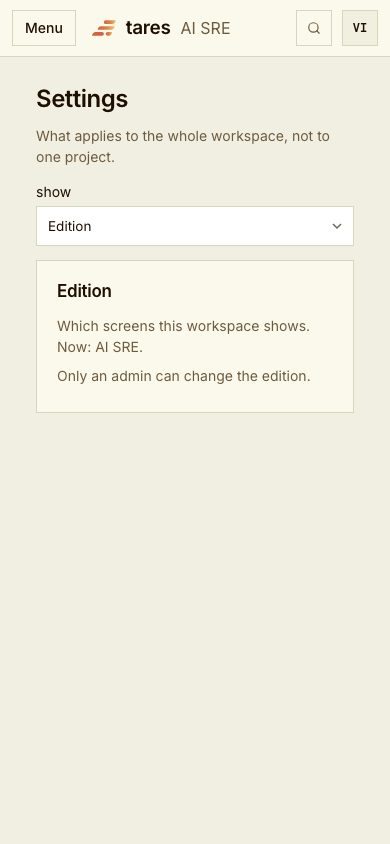 Menu
tares AI SRE
VI
Settings
What applies to the whole workspace, not to
one project.
show
Edition
Edition
Which screens this workspace shows.
Now: AI SRE.
Only an admin can change the edition.